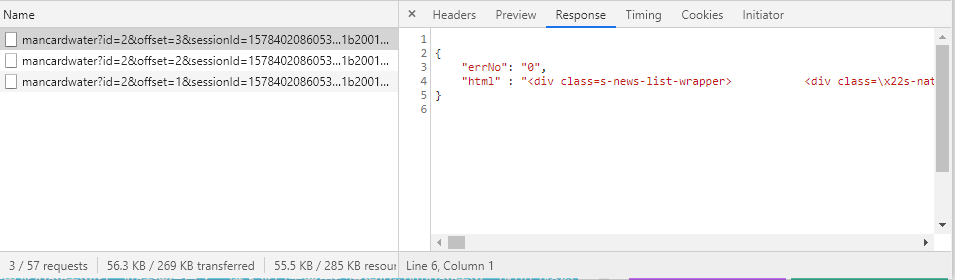 Name
mancardwater?id=2&offset=3&sessionId=1578402086053...1b2001...
mancardwater?id=2&offset=2&sessionId=1578402086053...1b2001...
mancardwater?id=2&offset=1&sessionId=1578402086053...1b2001...
3 / 57 requests 56.3 KB / 269 KB transferred 55.5 KB / 285 KB resour
× Headers Preview Response Timing Cookies Initiator
1
2 {
3 "errNo": "0",
4 "html" : "<div class=s-news-list-wrapper> <div class=\x22s-nat
5 }
6
Line 6, Column 1